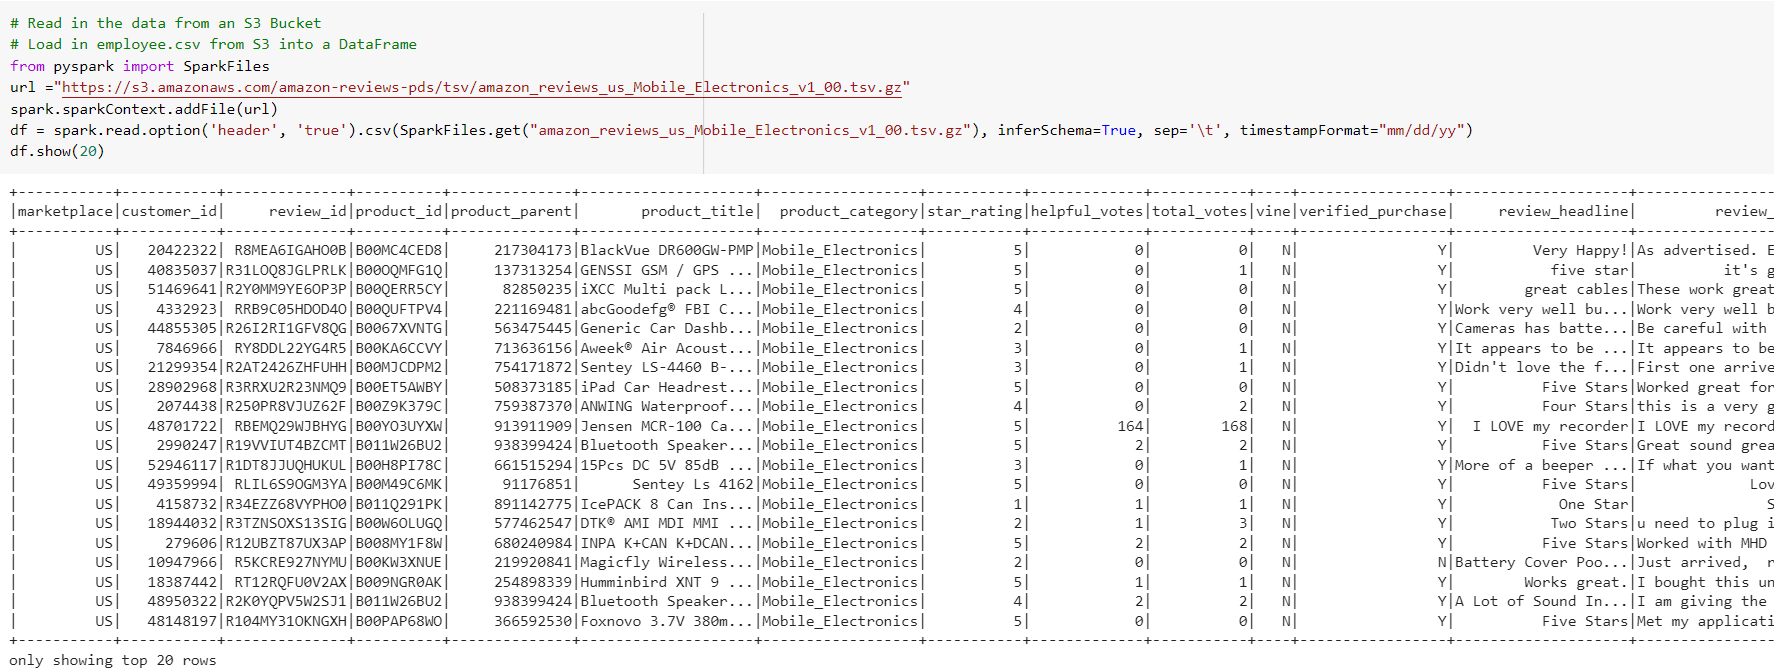 # Read in the data from an S3 Bucket
# Load in employee.csv from S3 into a DataFrame
from pyspark import SparkFiles
url ="https://s3.amazonaws.com/amazon-reviews-pds/tsv/amazon_reviews_us_Mobile_Electronics_v1_00.tsv.gz"
spark.sparkContext.addFile(url)
df = spark.read.option('header', 'true').csv(SparkFiles.get("amazon_reviews_us_Mobile_Electronics_v1_00.tsv.gz"), inferSchema=True, sep='\t', timestampFormat="mm/dd/yy")
df.show(20)
+-----------+-----------+--------------+----------+--------------+--------------------+------------------+-----------+-------------+-----------+----+-----------------+--------------------+---------------
|marketplace|customer_id|     review_id|product_id|product_parent|       product_title|  product_category|star_rating|helpful_votes|total_votes|vine|verified_purchase|     review_headline|         review_
+-----------+-----------+--------------+----------+--------------+--------------------+------------------+-----------+-------------+-----------+----+-----------------+--------------------+---------------
|         US|   20422322| R8MEA6IGAHO0B|B00MC4CED8|     217304173|BlackVue DR600GW-PMP|Mobile_Electronics|          5|            0|          0|   N|                Y|         Very Happy!|As advertised. E
|         US|   40835037|R31LOQ8JGLPRLK|B00OQMFG1Q|     137313254|GENSSI GSM / GPS ...|Mobile_Electronics|          5|            0|          1|   N|                Y|           five star|          it's g
|         US|   51469641|R2Y0MM9YE6OP3P|B00QERR5CY|      82850235|iXCC Multi pack L...|Mobile_Electronics|          5|            0|          0|   N|                Y|        great cables|These work great
|         US|    4332923| RRB9C05HDOD4O|B00QUFTPV4|     221169481|abcGoodefg® FBI C...|Mobile_Electronics|          4|            0|          0|   N|                Y|Work very well bu...|Work very well b
|         US|   44855305|R26I2RI1GFV8QG|B0067XVNTG|     563475445|Generic Car Dashb...|Mobile_Electronics|          2|            0|          0|   N|                Y|Cameras has batte...|Be careful with
|         US|    7846966| RY8DDL22YG4R5|B00KA6CCVY|     713636156|Aweek® Air Acoust...|Mobile_Electronics|          3|            0|          1|   N|                Y|It appears to be ...|It appears to be
|         US|   21299354|R2AT2426ZHFUHH|B00MJCDPM2|     754171872|Sentey LS-4460 B-...|Mobile_Electronics|          3|            0|          1|   N|                Y|Didn't love the f...|First one arrive
|         US|   28902968|R3RRXU2R23NMQ9|B00ET5AWBY|     508373185|iPad Car Headrest...|Mobile_Electronics|          5|            0|          0|   N|                Y|          Five Stars|Worked great for
|         US|    2074438|R250PR8VJUZ62F|B00Z9K379C|     759387370|ANWING Waterproof...|Mobile_Electronics|          4|            0|          2|   N|                Y|          Four Stars|this is a very g
|         US|   48701722| RBEMQ29WJBHYG|B00YO3UYXW|     913911909|Jensen MCR-100 Ca...|Mobile_Electronics|          5|          164|        168|   N|                Y|  I LOVE my recorder|I LOVE my record
|         US|    2990247|R19VVIUT4BZCMT|B011W26BU2|     938399424|Bluetooth Speaker...|Mobile_Electronics|          5|            2|          2|   N|                Y|          Five Stars|Great sound grea
|         US|   52946117|R1DT8JJUQHUKUL|B00H8PI78C|     661515294|15Pcs DC 5V 85dB ...|Mobile_Electronics|          3|            0|          1|   N|                Y|More of a beeper ...|If what you want
|         US|   49359994| RLIL6S9OGM3YA|B00M49C6MK|      91176851|      Sentey Ls 4162|Mobile_Electronics|          5|            0|          0|   N|                Y|          Five Stars|             Lov
|         US|    4158732|R34EZZ68VYPHO0|B011Q291PK|     891142775|IcePACK 8 Can Ins...|Mobile_Electronics|          1|            1|          1|   N|                Y|            One Star|               S
|         US|   18944032|R3TZNSOXS13SIG|B00W6OLUGQ|     577462547|DTK® AMI MDI MMI ...|Mobile_Electronics|          2|            1|          3|   N|                Y|           Two Stars|u need to plug i
|         US|     279606|R12UBZT87UX3AP|B008MY1F8W|     680240984|INPA K+CAN K+DCAN...|Mobile_Electronics|          5|            2|          2|   N|                Y|          Five Stars|Worked with MHD
|         US|   10947966| R5KCRE927NYMU|B00KW3XNUE|     219920841|Magicfly Wireless...|Mobile_Electronics|          2|            0|          0|   N|                N|Battery Cover Poo...|Just arrived,  r
|         US|   18387442| RT12RQFU0V2AX|B009NGR0AK|     254898339|Humminbird XNT 9 ...|Mobile_Electronics|          5|            1|          1|   N|                Y|        Works great.|I bought this un
|         US|   48950322|R2K0YQPV5W2SJ1|B011W26BU2|     938399424|Bluetooth Speaker...|Mobile_Electronics|          4|            2|          2|   N|                Y|A Lot of Sound In...|I am giving the
|         US|   48148197|R104MY31OKNGXH|B00PAP68WO|     366592530|Foxnovo 3.7V 380m...|Mobile_Electronics|          5|            0|          0|   N|                Y|          Five Stars|Met my applicati
+-----------+-----------+--------------+----------+--------------+--------------------+------------------+-----------+-------------+-----------+----+-----------------+--------------------+---------------
only showing top 20 rows